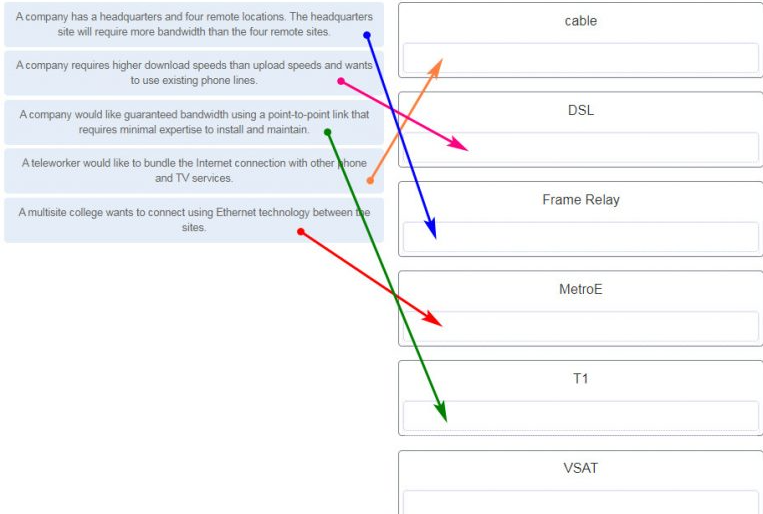 A company has a headquarters and four remote locations. The headquarters
site will require more bandwidth than the four remote sites.
A company requires higher download speeds than upload speeds and wants
to use existing phone lines.
A company would like guaranteed bandwidth using a point-to-point link that
requires minimal expertise to install and maintain.
A teleworker would like to bundle the Internet connection with other phone
and TV services.
A multisite college wants to connect using Ethernet technology between the
sites.
cable
DSL
Frame Relay
MetroE
T1
VSAT